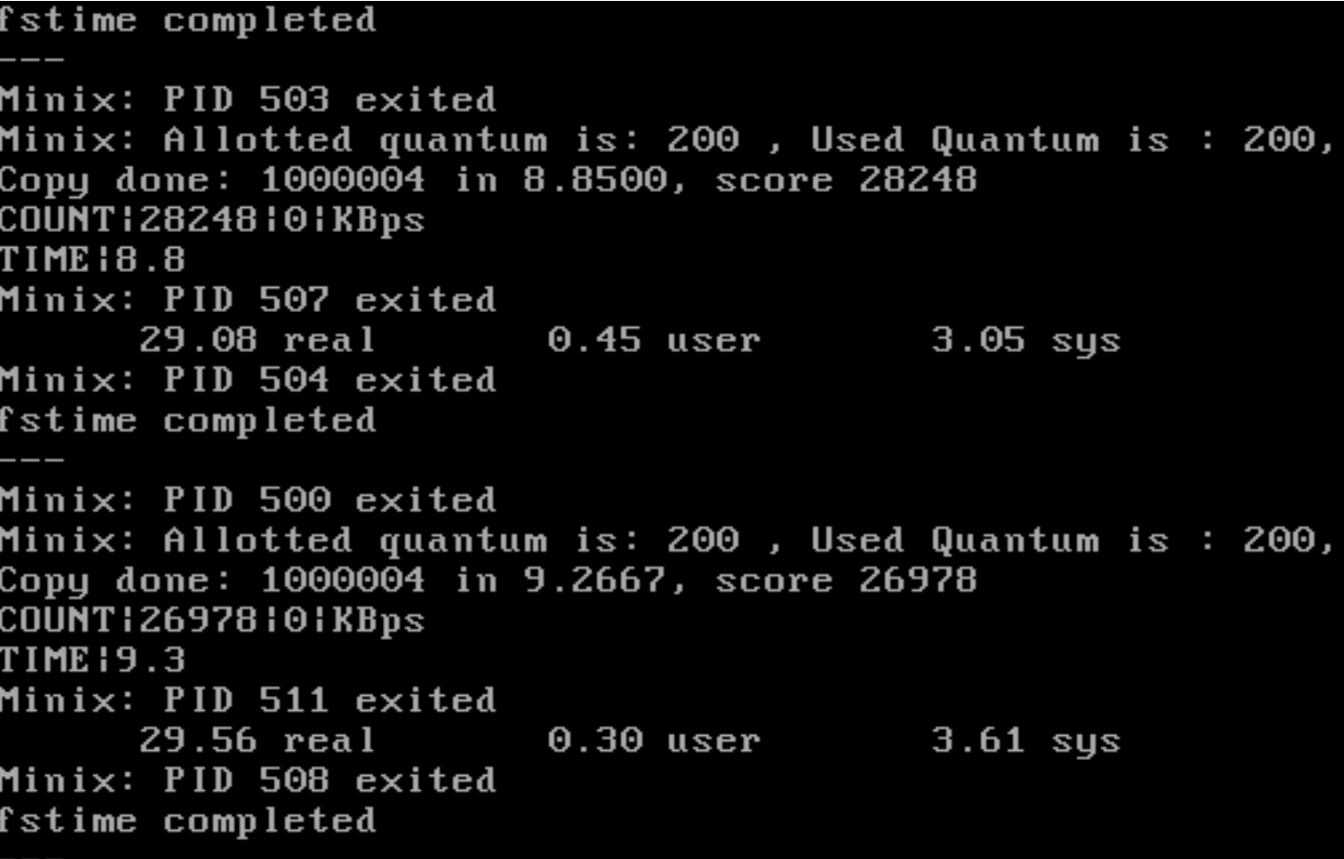 fstime completed
---
Minix: PID 503 exited
Minix: Allotted quantum is: 200 , Used Quantum is : 200,
Copy done: 1000004 in 8.8500, score 28248
COUNT|28248|0|KBps
TIME|8.8
Minix: PID 507 exited
29.08 real 0.45 user 3.05 sys
Minix: PID 504 exited
fstime completed
---
Minix: PID 500 exited
Minix: Allotted quantum is: 200 , Used Quantum is : 200,
Copy done: 1000004 in 9.2667, score 26978
COUNT|26978|0|KBps
TIME|9.3
Minix: PID 511 exited
29.56 real 0.30 user 3.61 sys
Minix: PID 508 exited
fstime completed
---